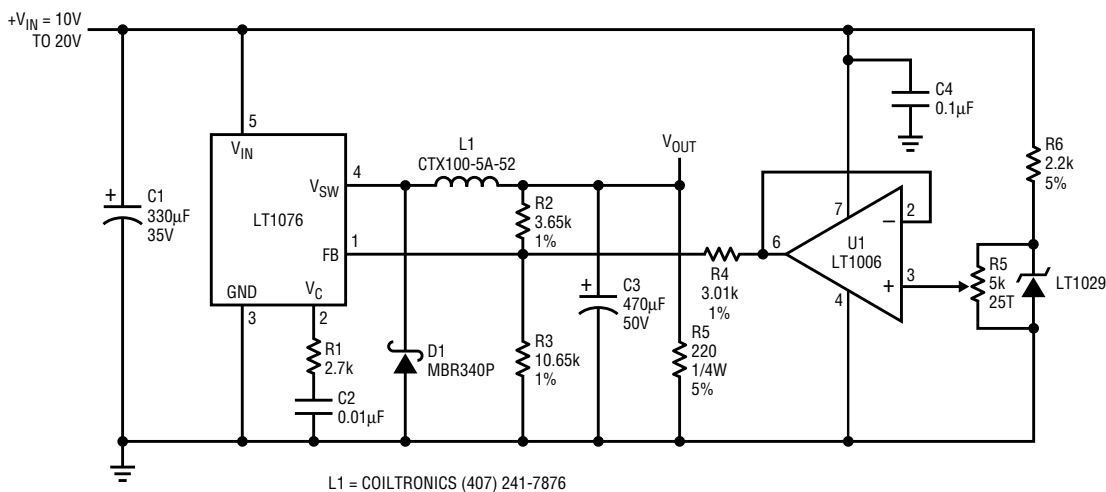 +VIN = 10V
TO 20V
C1
330µF
35V
5
VIN
LT1076
VSW
4
FB
1
GND
3
VC
2
R1
2.7k
C2
0.01µF
L1
CTX100-5A-52
D1
MBR340P
R2
3.65k
1%
R3
10.65k
1%
C3
470µF
50V
VOUT
R4
3.01k
1%
R5
220
1/4W
5%
6
7
U1
LT1006
4
2
–
3
+
C4
0.1µF
R6
2.2k
5%
R5
5k
25T
LT1029
+
+
L1 = COILTRONICS (407) 241-7876